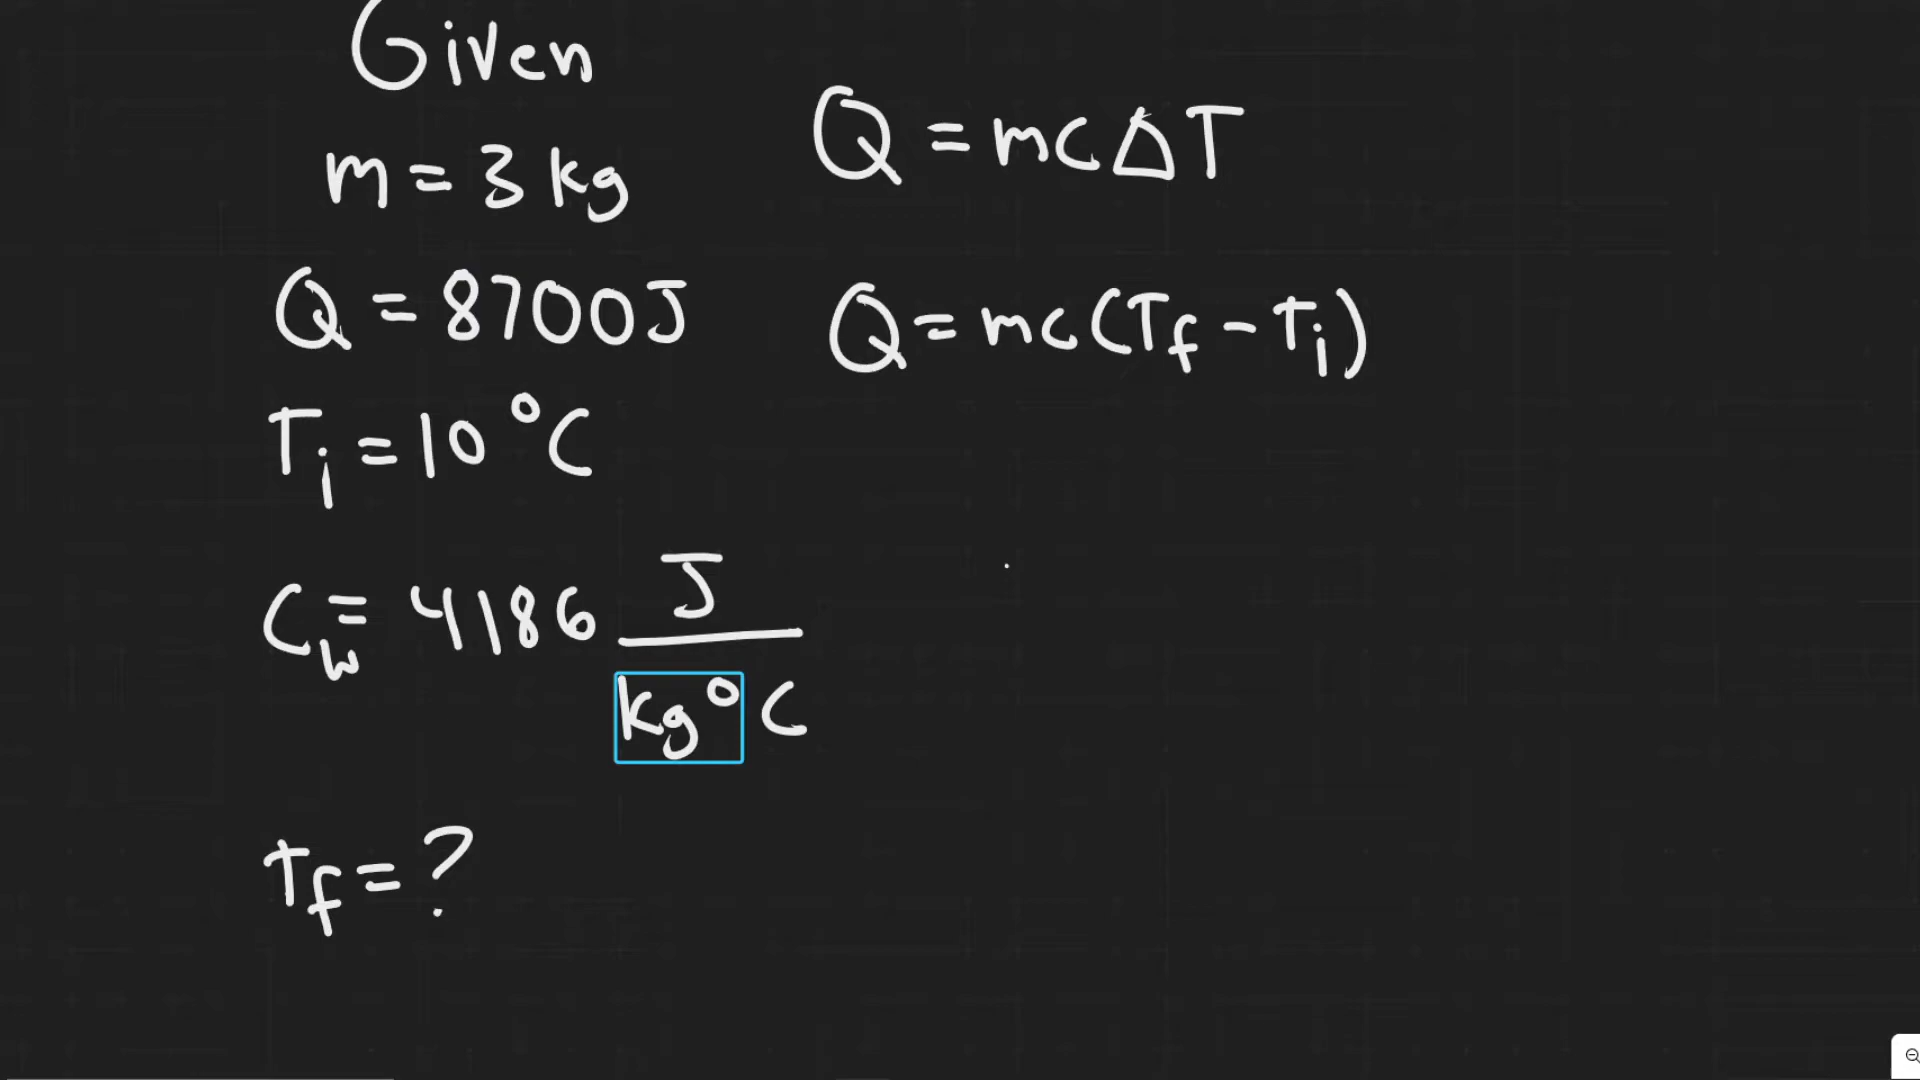 Given
m = 3 kg
Q = 8700J
Ti = 10 °C
Cw = 4186 J / kg °C
Tf = ?
Q = mcΔT
Q = mc(Tf - Ti)